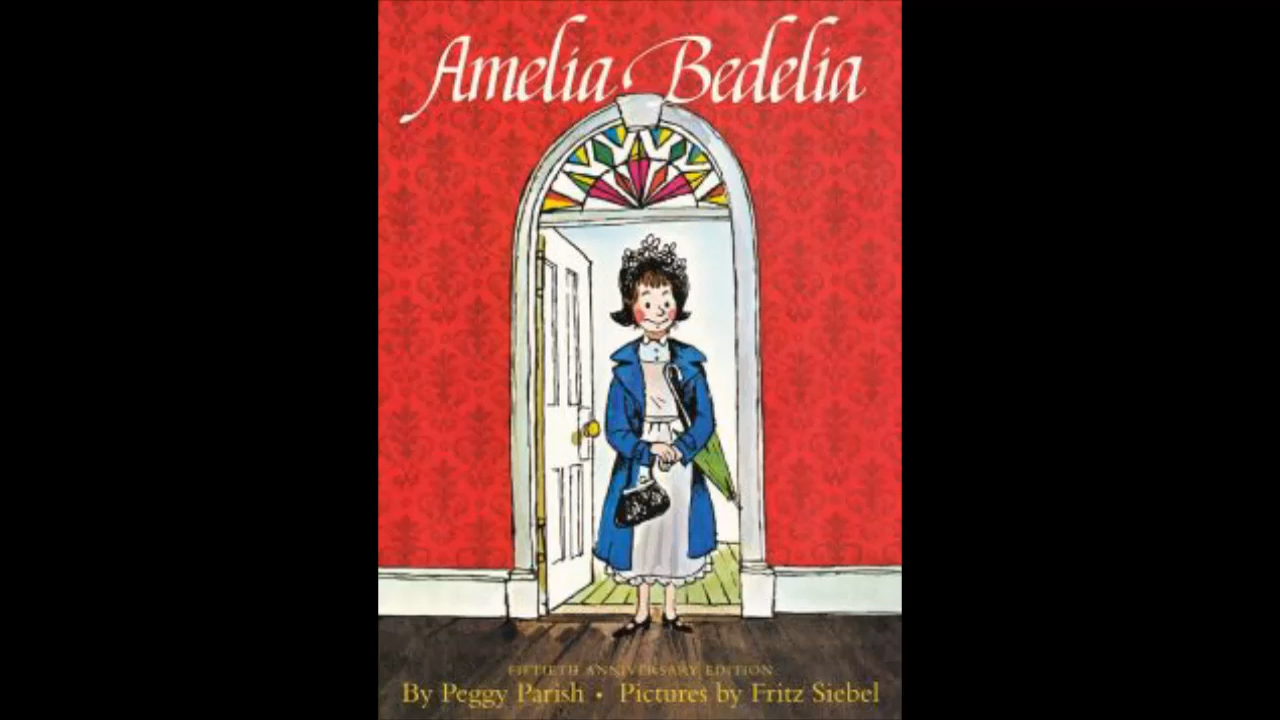 Amelia Bedelia
FIFTIETH ANNIVERSARY EDITION
By Peggy Parish • Pictures by Fritz Siebel